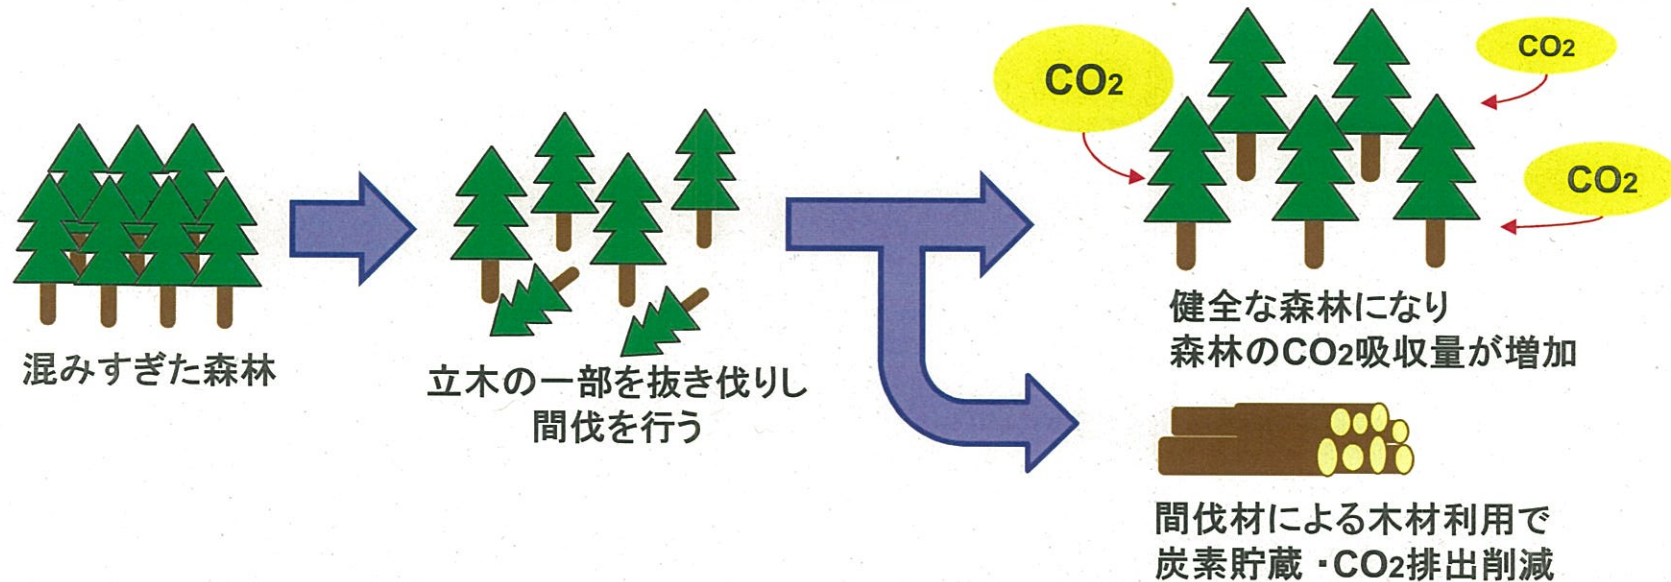 混みすぎた森林
立木の一部を抜き伐りし
間伐を行う
CO2
CO2
CO2
健全な森林になり
森林のCO2吸収量が増加
間伐材による木材利用で
炭素貯蔵・CO2排出削減